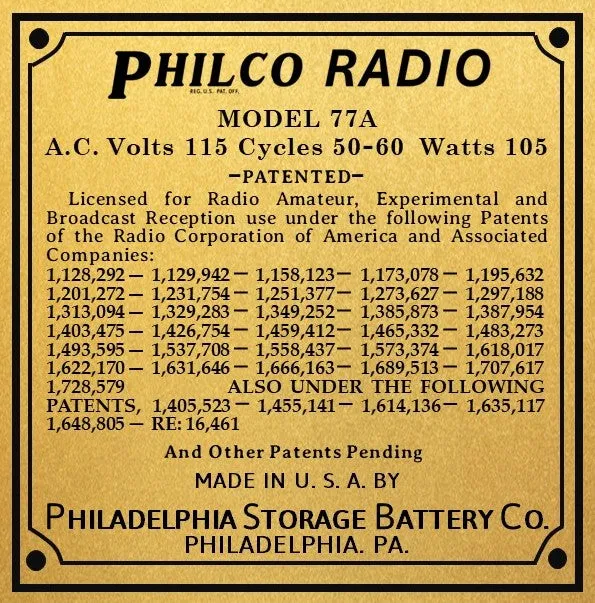 PHILCO RADIO
REG. U.S. PAT. OFF.
MODEL 77A
A.C. Volts 115 Cycles 50-60 Watts 105
—PATENTED—
Licensed for Radio Amateur, Experimental and
Broadcast Reception use under the following Patents
of the Radio Corporation of America and Associated
Companies:
1,128,292 — 1,129,942 — 1,158,123 — 1,173,078 — 1,195,632
1,201,272 — 1,231,754 — 1,251,377 — 1,273,627 — 1,297,188
1,313,094 — 1,329,283 — 1,349,252 — 1,385,873 — 1,387,954
1,403,475 — 1,426,754 — 1,459,412 — 1,465,332 — 1,483,273
1,493,595 — 1,537,708 — 1,558,437 — 1,573,374 — 1,618,017
1,622,170 — 1,631,646 — 1,666,163 — 1,689,513 — 1,707,617
1,728,579 ALSO UNDER THE FOLLOWING
PATENTS, 1,405,523 — 1,455,141 — 1,614,136 — 1,635,117
1,648,805 — RE: 16,461
And Other Patents Pending
MADE IN U. S. A. BY
PHILADELPHIA STORAGE BATTERY CO.
PHILADELPHIA. PA.